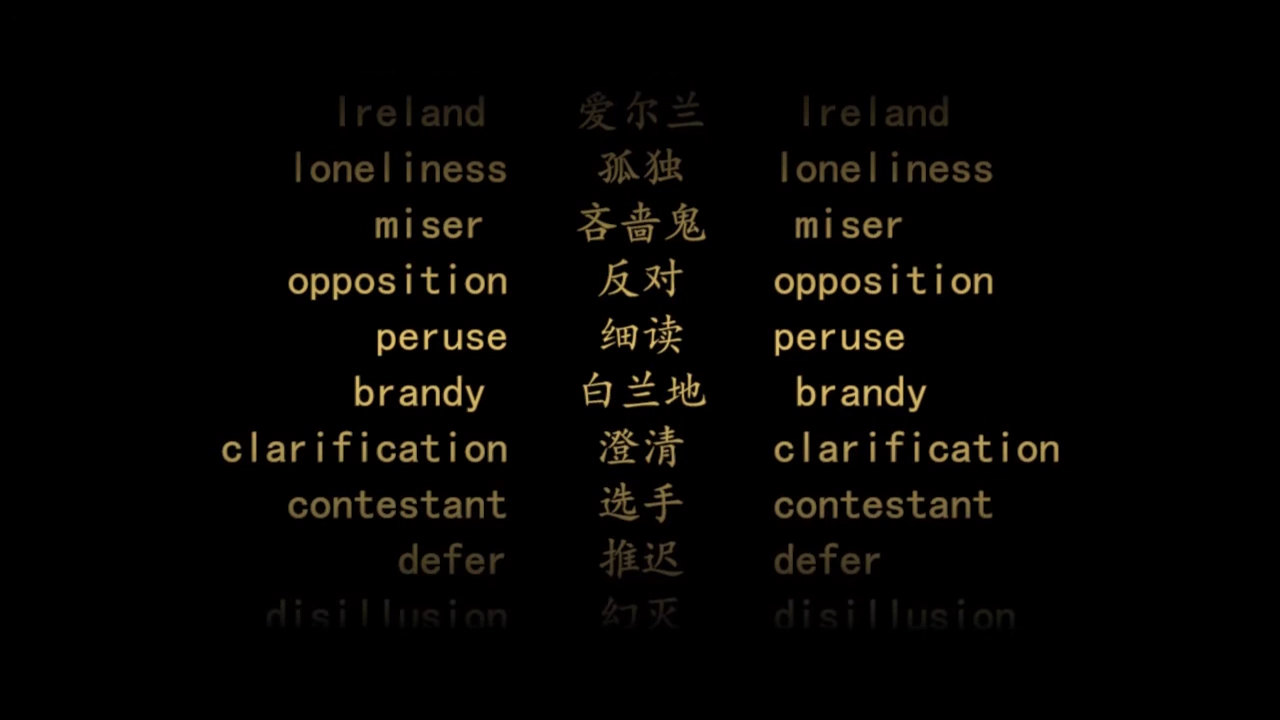 Ireland 爱尔兰 Ireland
loneliness 孤独 loneliness
miser 吝啬鬼 miser
opposition 反对 opposition
peruse 细读 peruse
brandy 白兰地 brandy
clarification 澄清 clarification
contestant 选手 contestant
defer 推迟 defer
disillusion 幻灭 disillusion